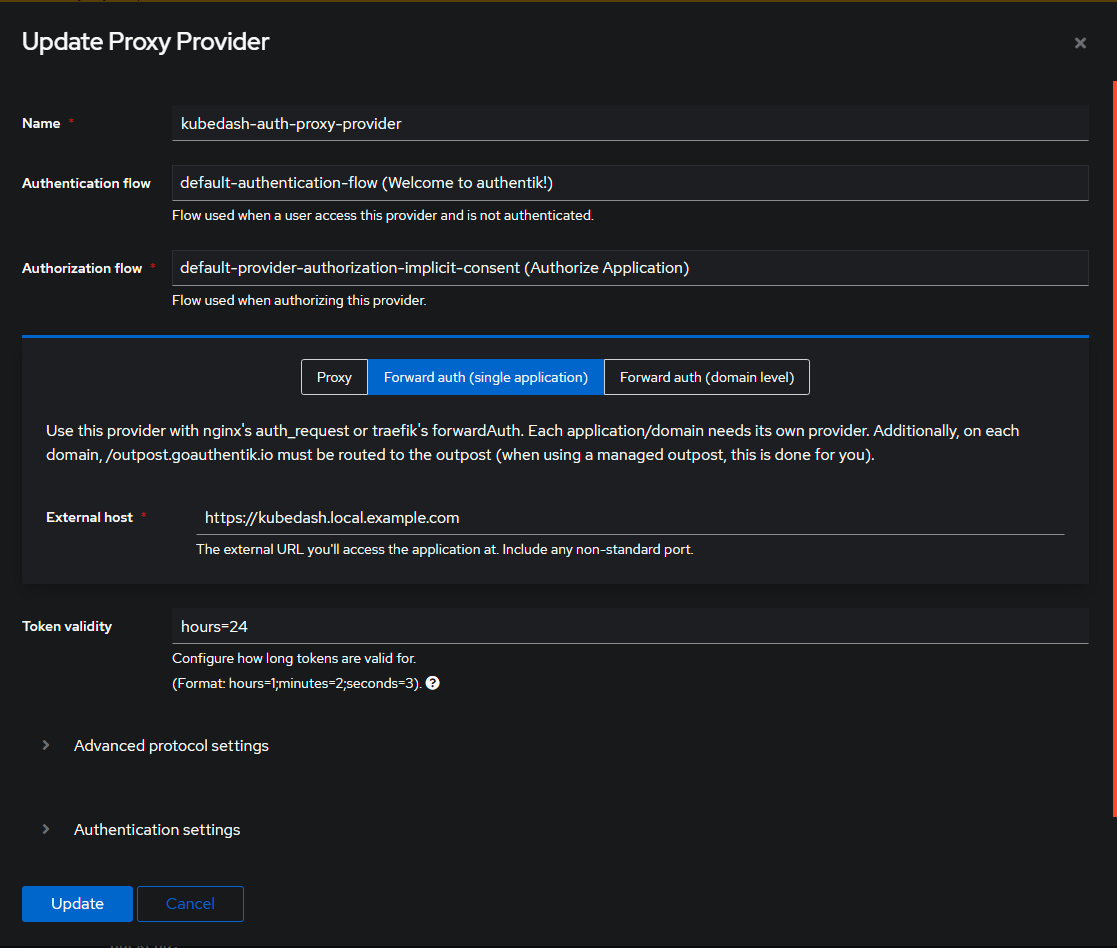 Update Proxy Provider
Name *
kubedash-auth-proxy-provider
Authentication flow
default-authentication-flow (Welcome to authentik!)
Flow used when a user access this provider and is not authenticated.
Authorization flow *
default-provider-authorization-implicit-consent (Authorize Application)
Flow used when authorizing this provider.
Proxy
Forward auth (single application)
Forward auth (domain level)
Use this provider with nginx's auth_request or traefik's forwardAuth. Each application/domain needs its own provider. Additionally, on each
domain, /outpost.goauthentik.io must be routed to the outpost (when using a managed outpost, this is done for you).
External host *
https://kubedash.local.example.com
The external URL you'll access the application at. Include any non-standard port.
Token validity
hours=24
Configure how long tokens are valid for.
(Format: hours=1;minutes=2;seconds=3). ?
Advanced protocol settings
Authentication settings
Update
Cancel